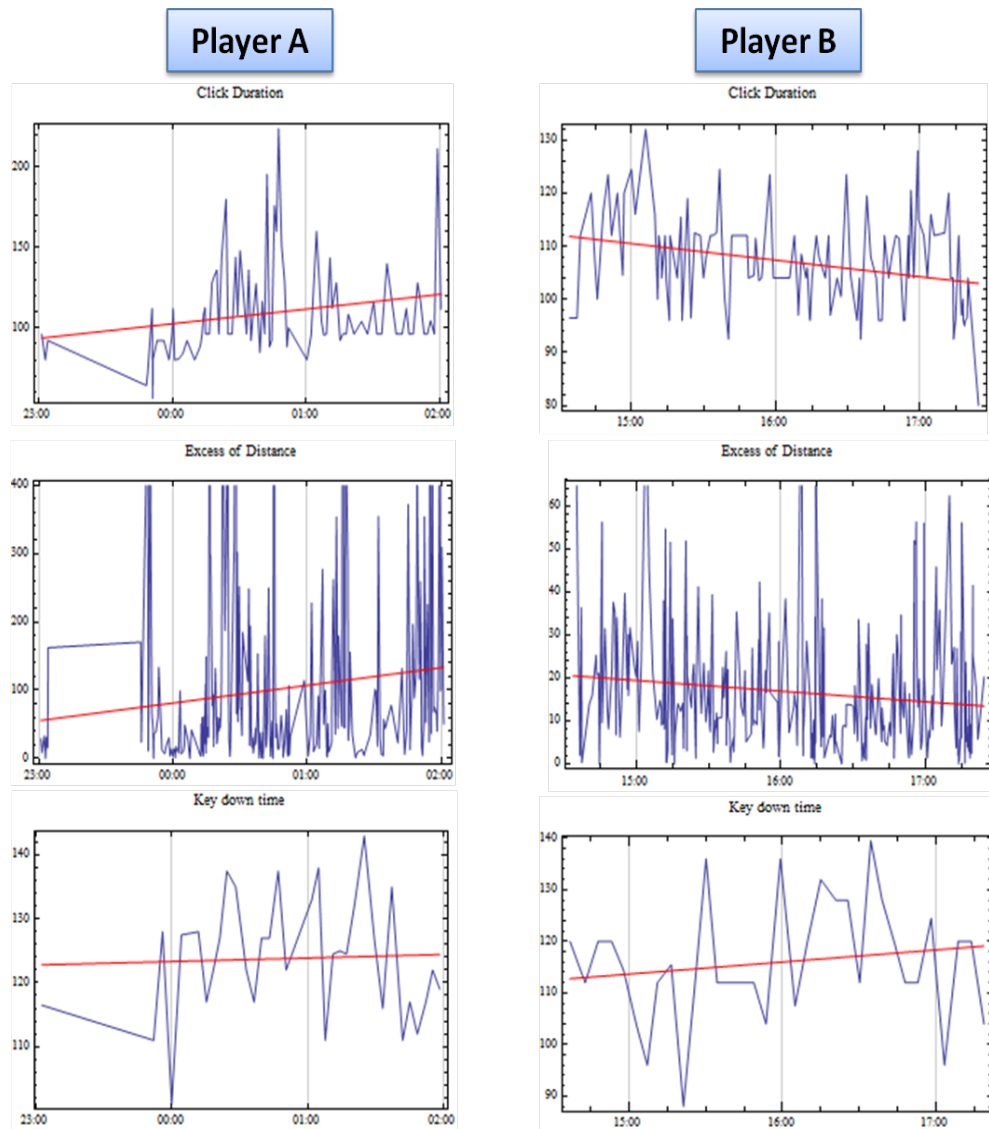 Player A
Player B
Click Duration
200
150
100
23:00 00:00 01:00 02:00
Click Duration
130
120
110
100
90
80
15:00 16:00 17:00
Excess of Distance
400
300
200
100
0
23:00 00:00 01:00 02:00
Excess of Distance
60
50
40
30
20
10
0
15:00 16:00 17:00
Key down time
140
130
120
110
23:00 00:00 01:00 02:00
Key down time
140
130
120
110
100
90
15:00 16:00 17:00